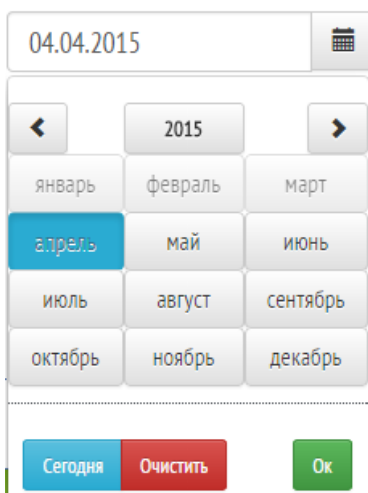 04.04.2015
2015
январь февраль март
апрель май июнь
июль август сентябрь
октябрь ноябрь декабрь
Сегодня Очистить Ок